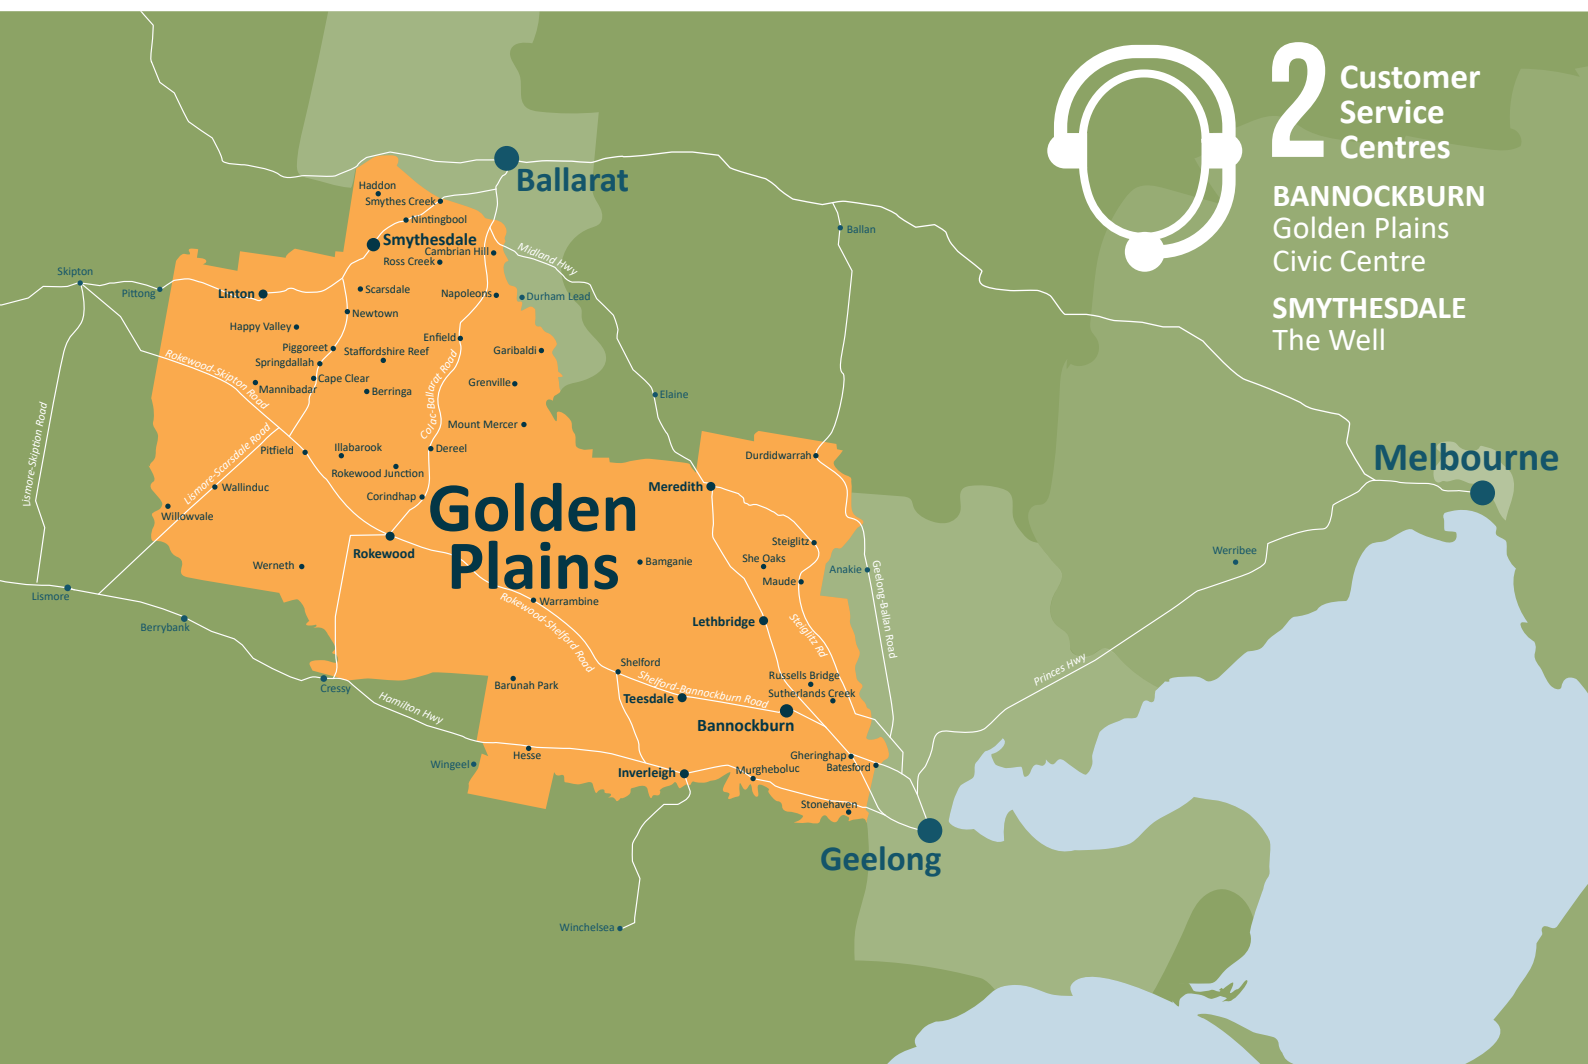 2 Customer
Service
Centres
BANNOCKBURN
Golden Plains
Civic Centre
SMYTHESDALE
The Well
Ballarat
Haddon
Smythes Creek
Nintingbool
Smythesdale
Cambrian Hill
Ross Creek
Midland Hwy
Ballan
Skipton
Pittong
Linton
Scarsdale
Napoleons
Durham Lead
Newtown
Happy Valley
Enfield
Piggoreet
Staffordshire Reef
Garibaldi
Springdallah
Rokewood-Skipton Road
Cape Clear
Mannibadar
Berringa
Grenville
Colac-Ballarat Road
Elaine
Mount Mercer
Lismore-Skiption Road
Lismore-Scarsdale Road
Pitfield
Illabarook
Dereel
Durdidwarrah
Melbourne
Rokewood Junction
Wallinduc
Corindhap
Meredith
Willowvale
Golden
Plains
Steiglitz
Rokewood
She Oaks
Werneth
Bamganie
Maude
Anakie
Werribee
Geelong-Ballan Road
Lismore
Warrambine
Berrybank
Rokewood-Shelford Road
Lethbridge
Steiglitz Rd
Shelford
Princes Hwy
Cressy
Barunah Park
Russells Bridge
Teesdale
Shelford-Bannockburn Road
Sutherlands Creek
Hamilton Hwy
Bannockburn
Hesse
Wingeel
Gheringhap
Inverleigh
Murgheboluc
Batesford
Stonehaven
Geelong
Winchelsea